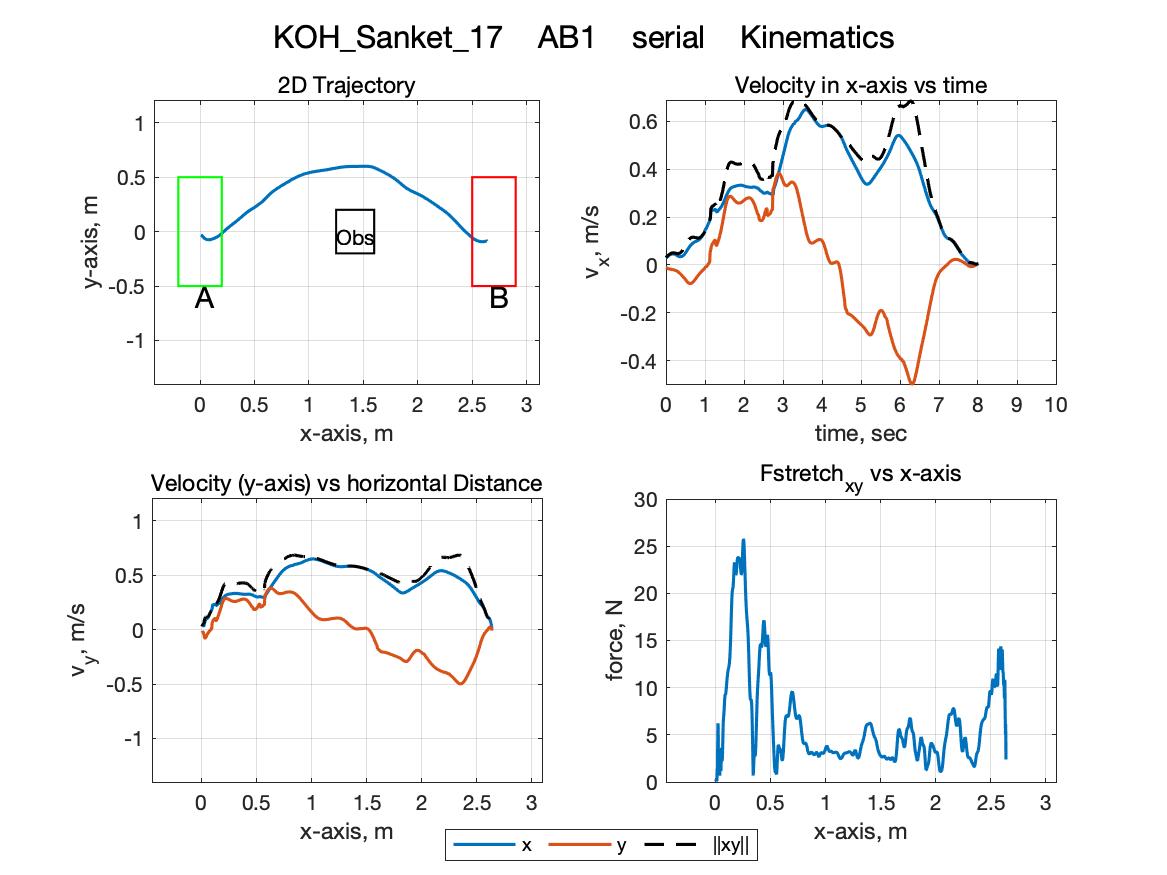 KOH_Sanket_17 AB1 serial Kinematics
2D Trajectory
1
0.5
0
-0.5
-1
y-axis, m
Obs
A
B
0 0.5 1 1.5 2 2.5 3
x-axis, m
Velocity in x-axis vs time
0.6
0.4
0.2
0
-0.2
-0.4
v_x, m/s
0 1 2 3 4 5 6 7 8 9 10
time, sec
Velocity (y-axis) vs horizontal Distance
1
0.5
0
-0.5
-1
v_y, m/s
0 0.5 1 1.5 2 2.5 3
x-axis, m
Fstretch_xy vs x-axis
30
25
20
15
10
5
0
force, N
0 0.5 1 1.5 2 2.5 3
x-axis, m
x y ||xy||